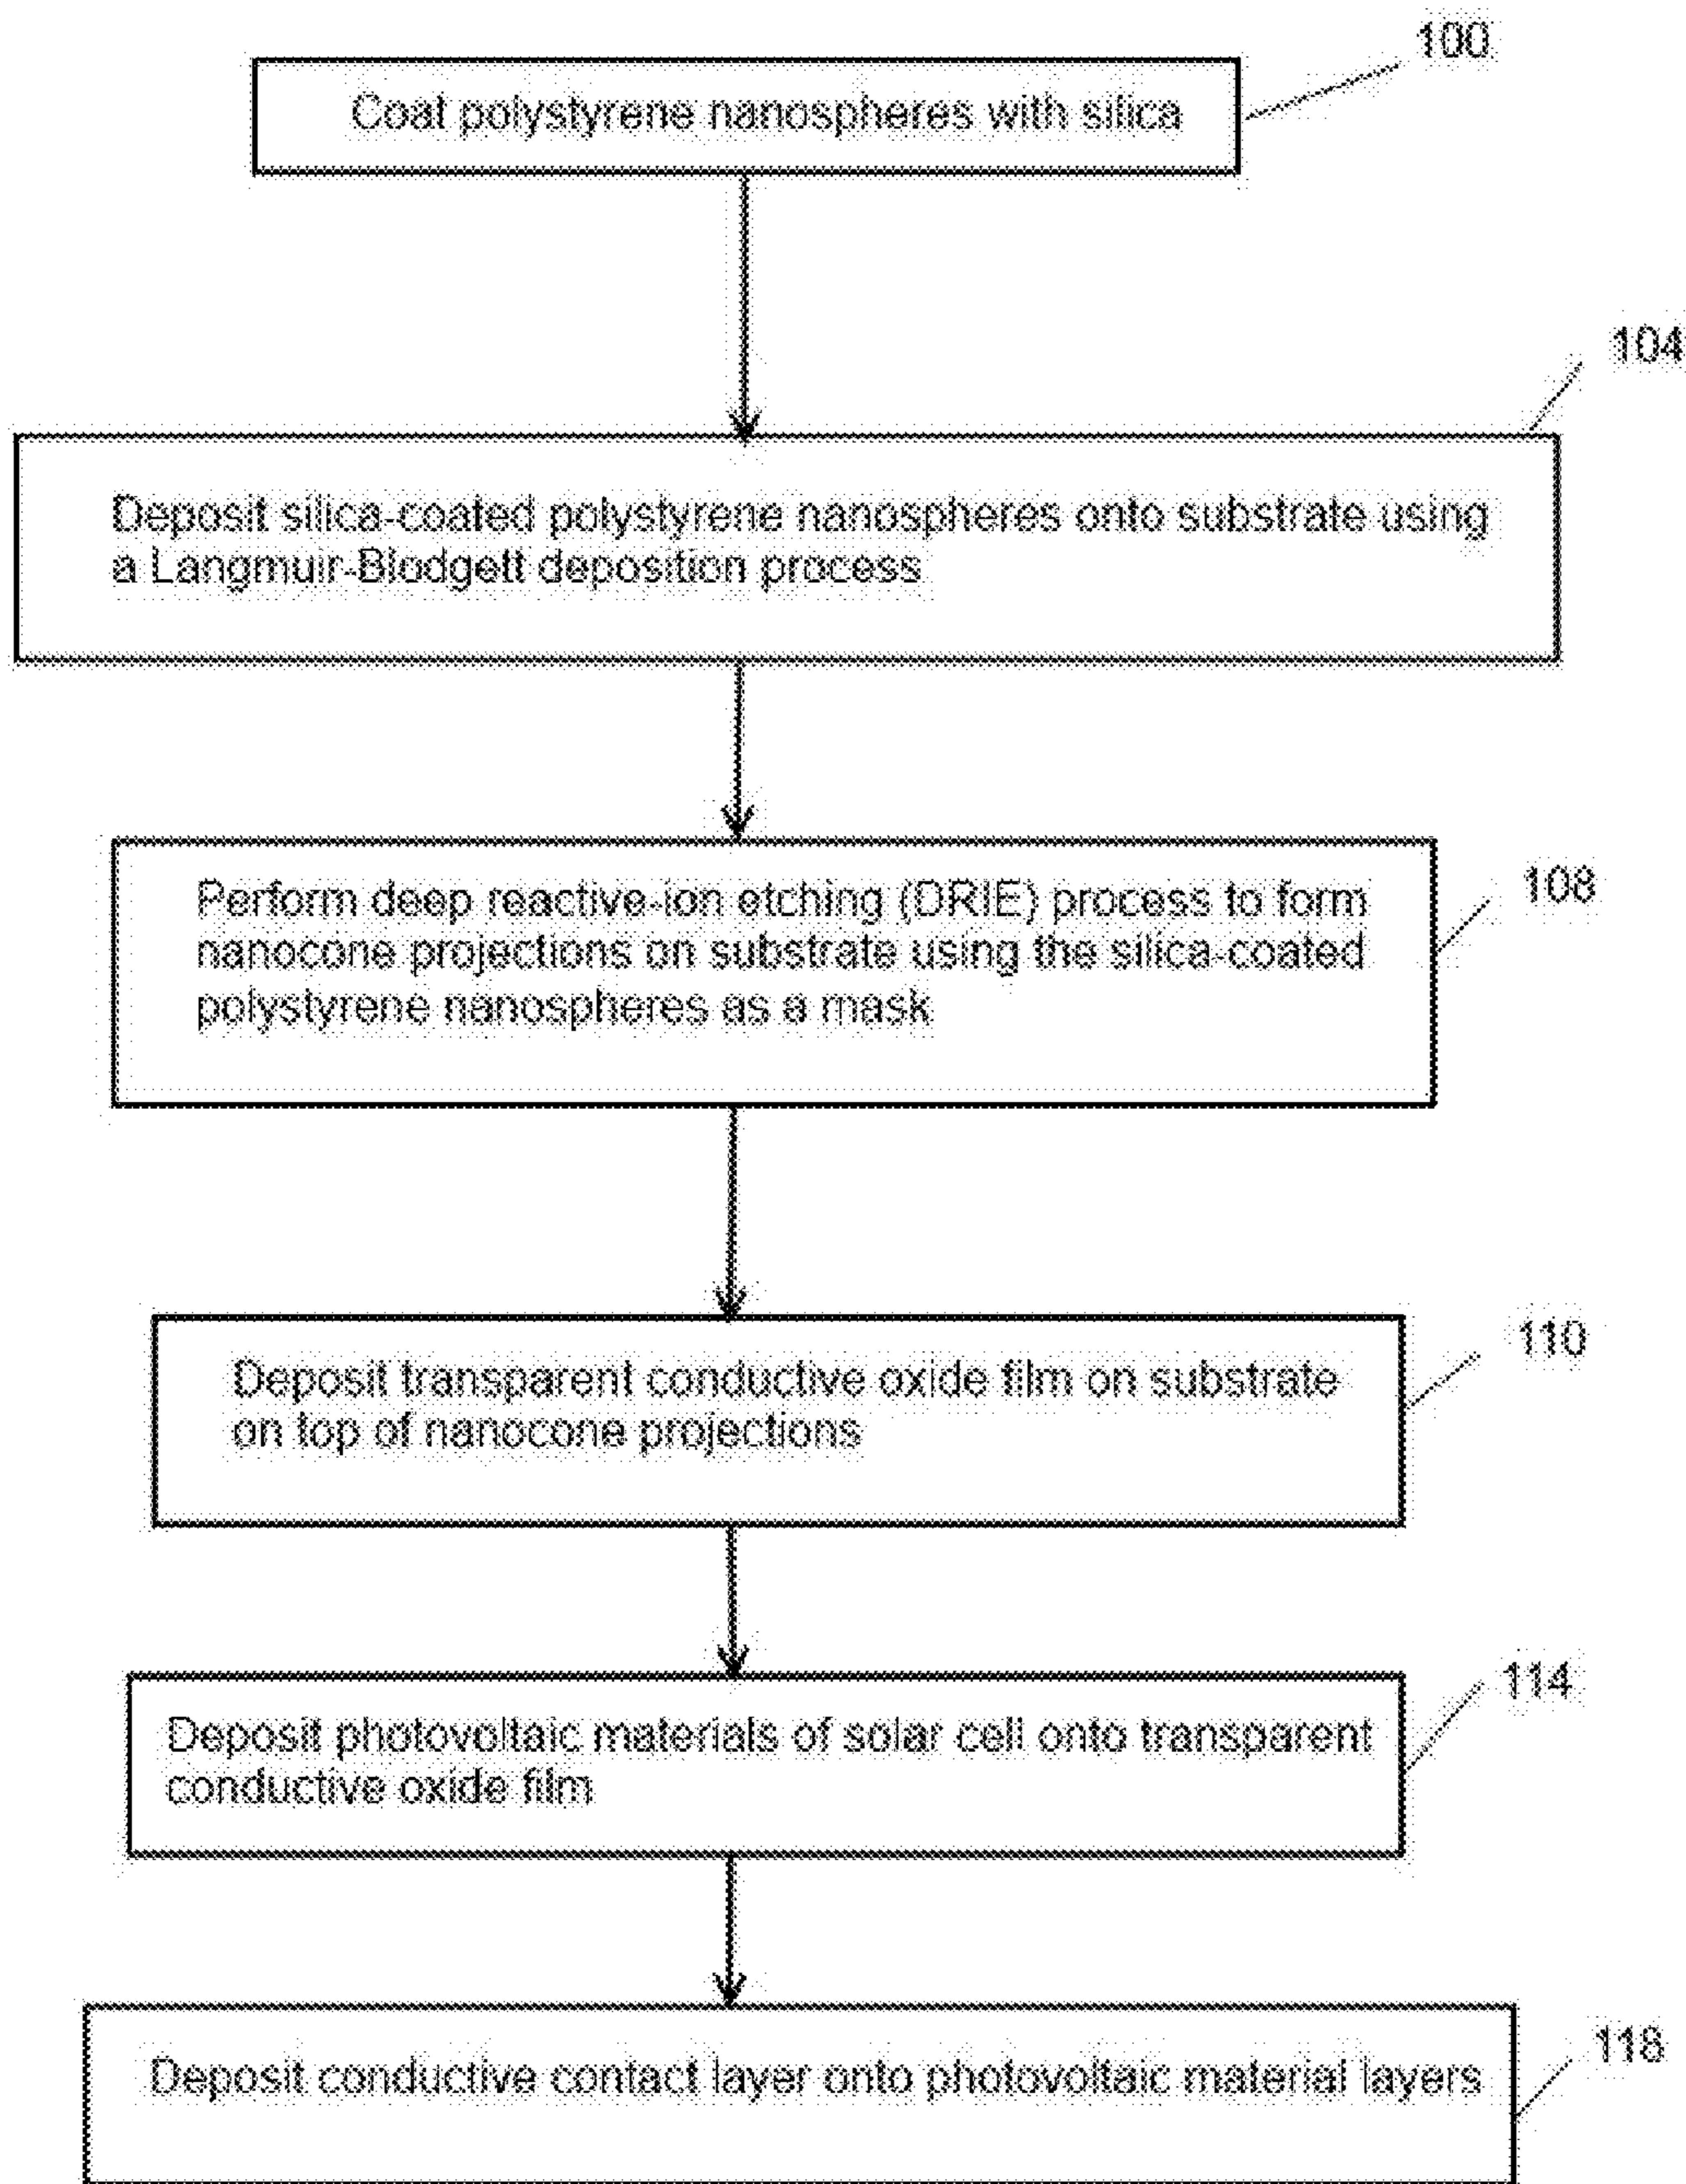 100
Coat polystyrene nanospheres with silica
104
Deposit silica-coated polystyrene nanospheres onto substrate using
a Langmuir-Blodgett deposition process
108
Perform deep reactive-ion etching (DRIE) process to form
nanocone projections on substrate using the silica-coated
polystyrene nanospheres as a mask
110
Deposit transparent conductive oxide film on substrate
on top of nanocone projections
114
Deposit photovoltaic materials of solar cell onto transparent
conductive oxide film
118
Deposit conductive contact layer onto photovoltaic material layers